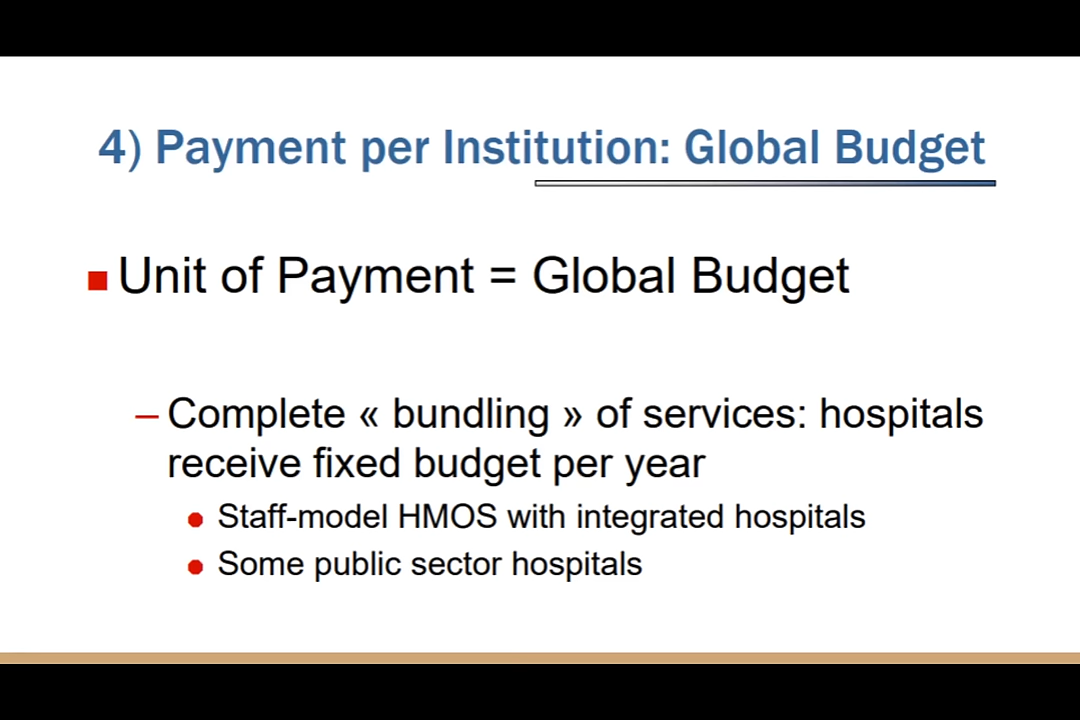 4) Payment per Institution: Global Budget
Unit of Payment = Global Budget
– Complete « bundling » of services: hospitals
receive fixed budget per year
Staff-model HMOS with integrated hospitals
Some public sector hospitals